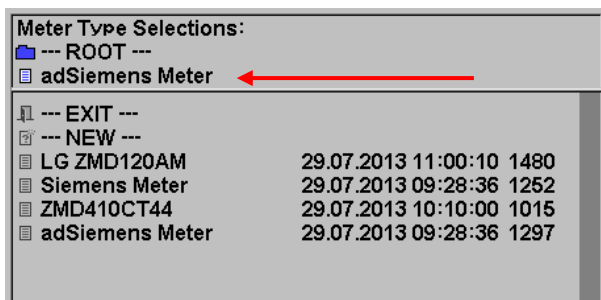 Meter Type Selections:
--- ROOT ---
adSiemens Meter
--- EXIT ---
--- NEW ---
LG ZMD120AM 29.07.2013 11:00:10 1480
Siemens Meter 29.07.2013 09:28:36 1252
ZMD410CT44 29.07.2013 10:10:00 1015
adSiemens Meter 29.07.2013 09:28:36 1297